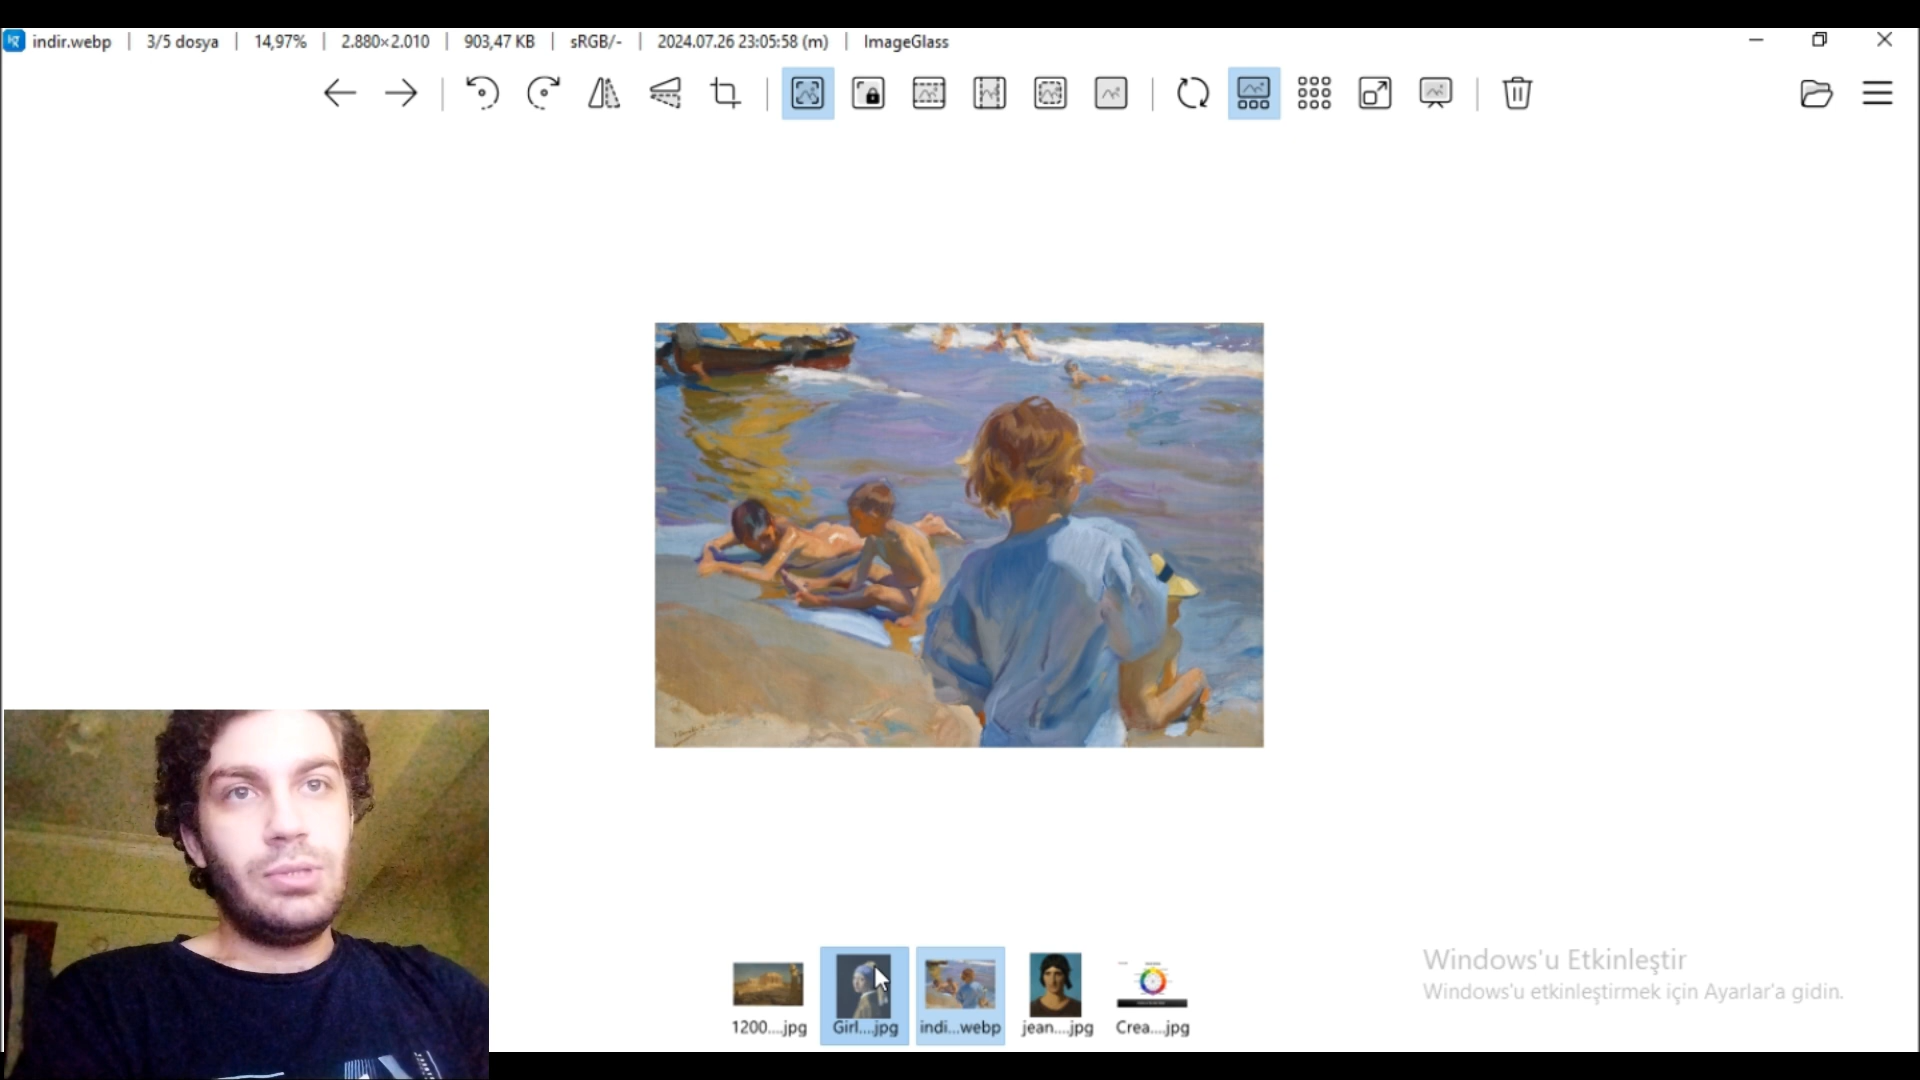 indir.webp | 3/5 dosya | 14,97% | 2.880×2.010 | 903,47 KB | sRGB/- | 2024.07.26 23:05:58 (m) | ImageGlass
1200....jpg Girl....jpg indi...webp jean....jpg Crea....jpg
Windows'u Etkinleştir
Windows'u etkinleştirmek için Ayarlar'a gidin.